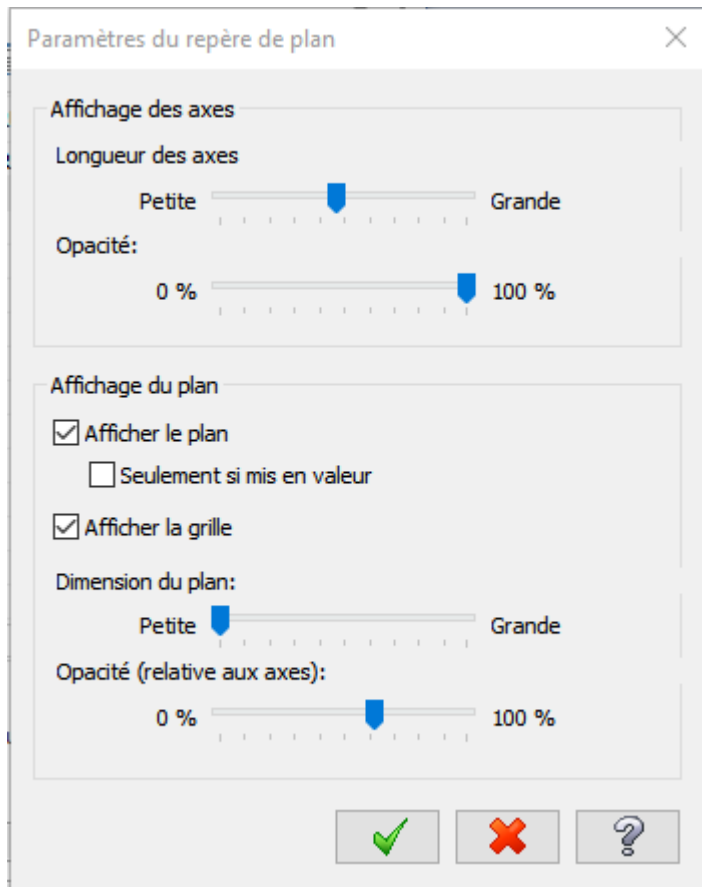 Paramètres du repère de plan
Affichage des axes
Longueur des axes
Petite Grande
Opacité:
0 % 100 %
Affichage du plan
Afficher le plan
Seulement si mis en valeur
Afficher la grille
Dimension du plan:
Petite Grande
Opacité (relative aux axes):
0 % 100 %